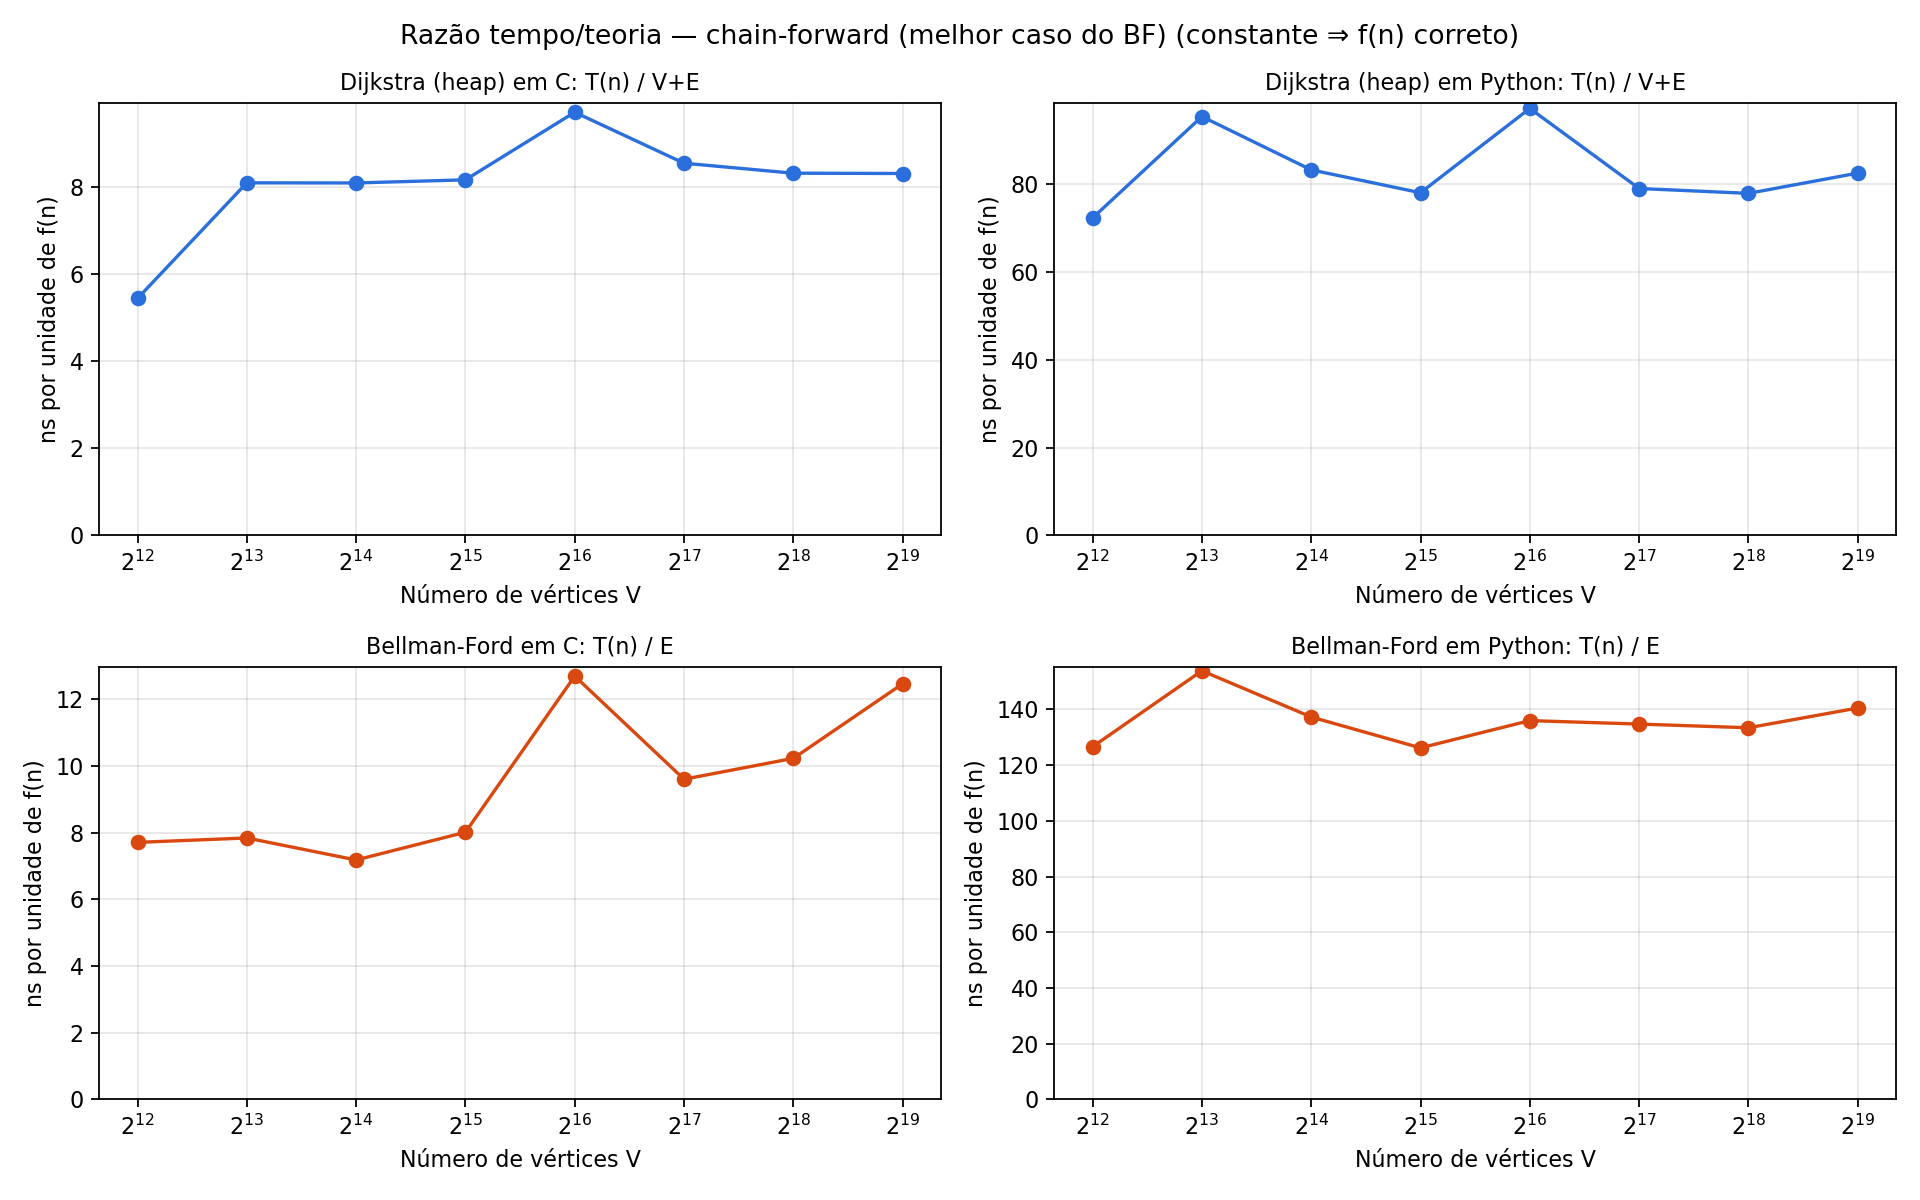 Razão tempo/teoria — chain-forward (melhor caso do BF) (constante ⇒ f(n) correto)
Dijkstra (heap) em C: T(n) / V+E
ns por unidade de f(n)
8
6
4
2
0
2^12 2^13 2^14 2^15 2^16 2^17 2^18 2^19
Número de vértices V
Dijkstra (heap) em Python: T(n) / V+E
ns por unidade de f(n)
80
60
40
20
0
2^12 2^13 2^14 2^15 2^16 2^17 2^18 2^19
Número de vértices V
Bellman-Ford em C: T(n) / E
ns por unidade de f(n)
12
10
8
6
4
2
0
2^12 2^13 2^14 2^15 2^16 2^17 2^18 2^19
Número de vértices V
Bellman-Ford em Python: T(n) / E
ns por unidade de f(n)
140
120
100
80
60
40
20
0
2^12 2^13 2^14 2^15 2^16 2^17 2^18 2^19
Número de vértices V